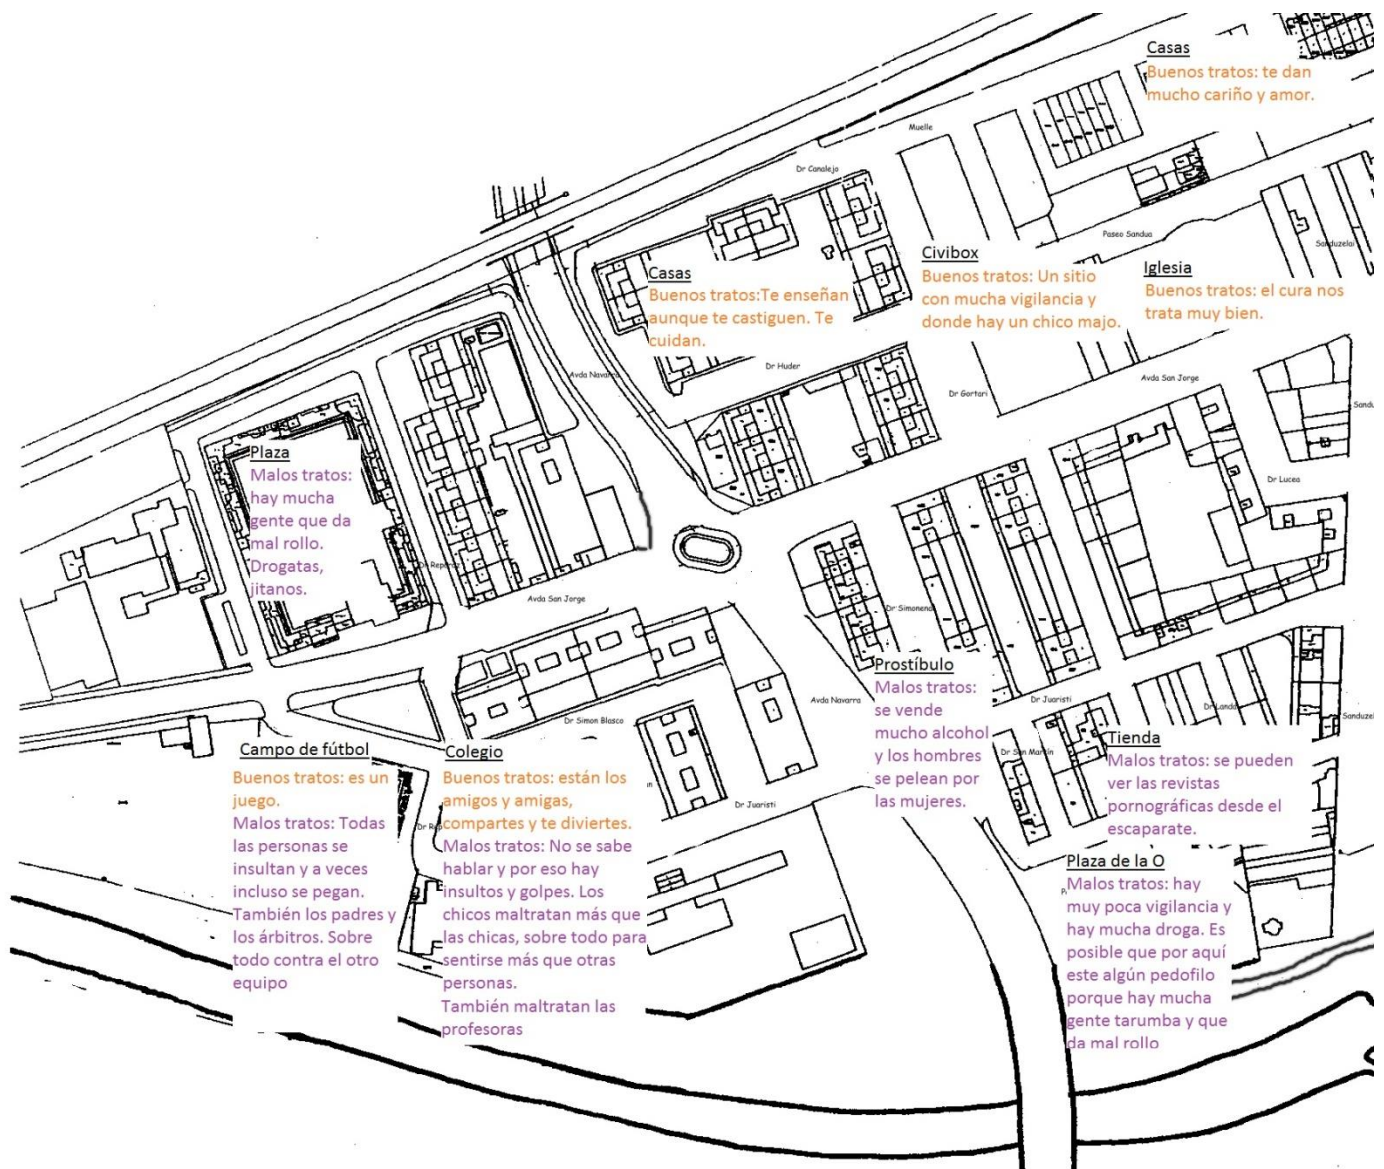 Casas
Buenos tratos: te dan
mucho cariño y amor.
Muelle
Dr Canalejo
Paseo Sandua
Sanduzelai
Civibox
Buenos tratos: Un sitio
con mucha vigilancia y
donde hay un chico majo.
Iglesia
Buenos tratos: el cura nos
trata muy bien.
Casas
Buenos tratos:Te enseñan
aunque te castiguen. Te
cuidan.
Avda Navarra
Dr Huder
Dr Gortari
Avda San Jorge
Sandu
Plaza
Malos tratos:
hay mucha
gente que da
mal rollo.
Drogatas,
jitanos.
Dr Lucea
Dr Reparaz
Avda San Jorge
Dr Simonena
Prostíbulo
Malos tratos:
se vende
mucho alcohol
y los hombres
se pelean por
las mujeres.
Avda Navarra
Dr Juaristi
Dr Landa
Sanduzel
Dr Simon Blasco
Dr San Martín
Tienda
Malos tratos: se pueden
ver las revistas
pornográficas desde el
escaparate.
Campo de fútbol
Buenos tratos: es un
juego.
Malos tratos: Todas
las personas se
insultan y a veces
incluso se pegan.
También los padres y
los árbitros. Sobre
todo contra el otro
equipo
Colegio
Buenos tratos: están los
amigos y amigas,
compartes y te diviertes.
Malos tratos: No se sabe
hablar y por eso hay
insultos y golpes. Los
chicos maltratan más que
las chicas, sobre todo para
sentirse más que otras
personas.
También maltratan las
profesoras
Dr Juaristi
Dr Rep
Plaza de la O
Malos tratos: hay
muy poca vigilancia y
hay mucha droga. Es
posible que por aquí
este algún pedofilo
porque hay mucha
gente tarumba y que
da mal rollo